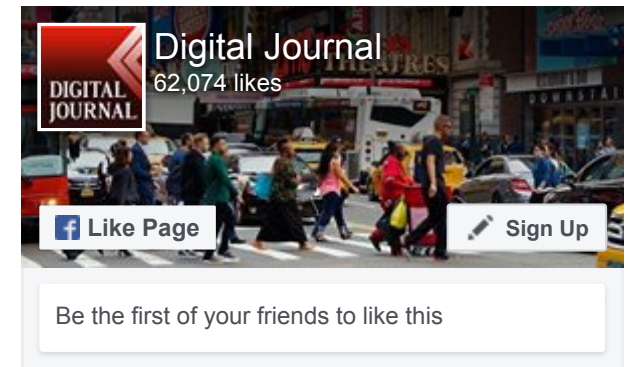 Digital Journal
62,074 likes
DIGITAL
JOURNAL
Like Page
Sign Up
Be the first of your friends to like this